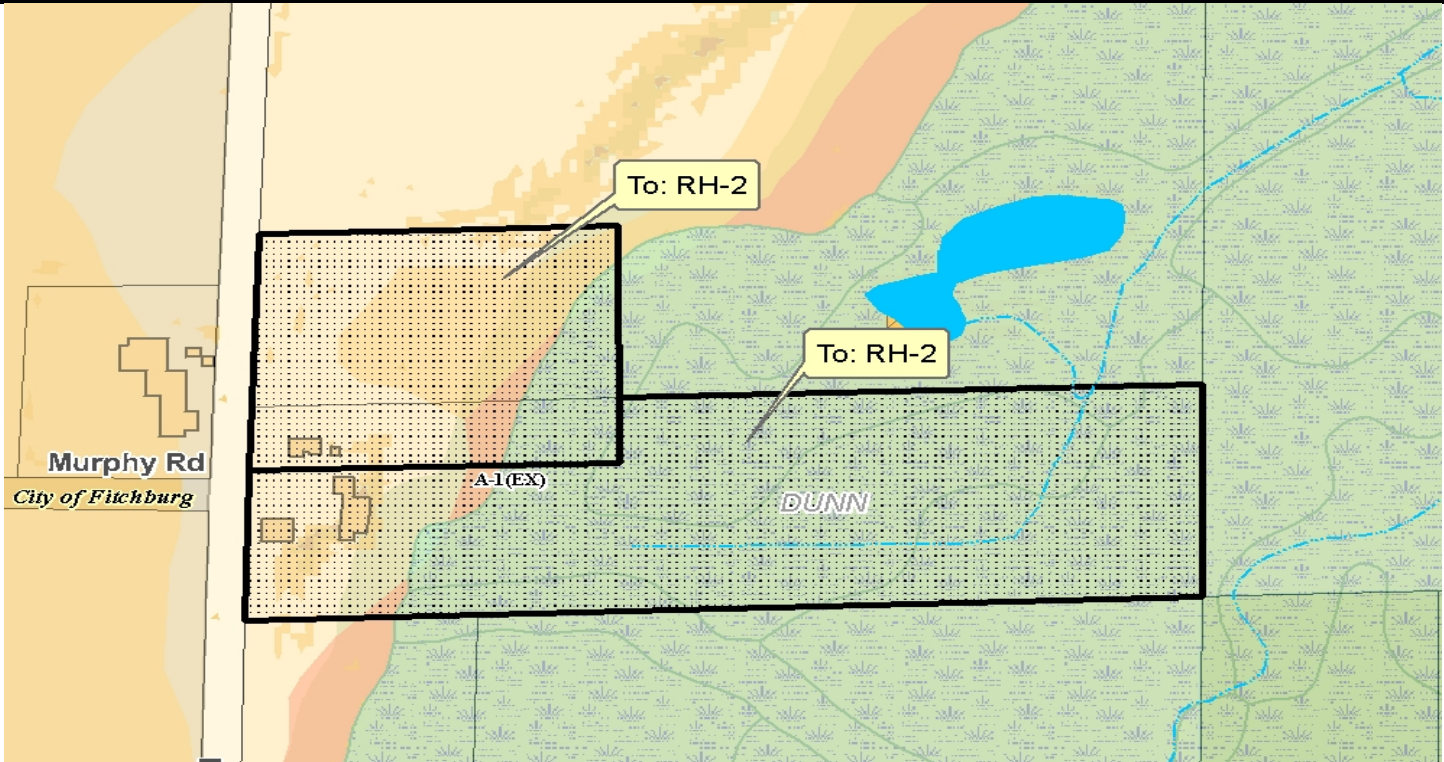 To: RH-2
To: RH-2
Murphy Rd
A-1(EX)
City of Fitchburg
DUNN